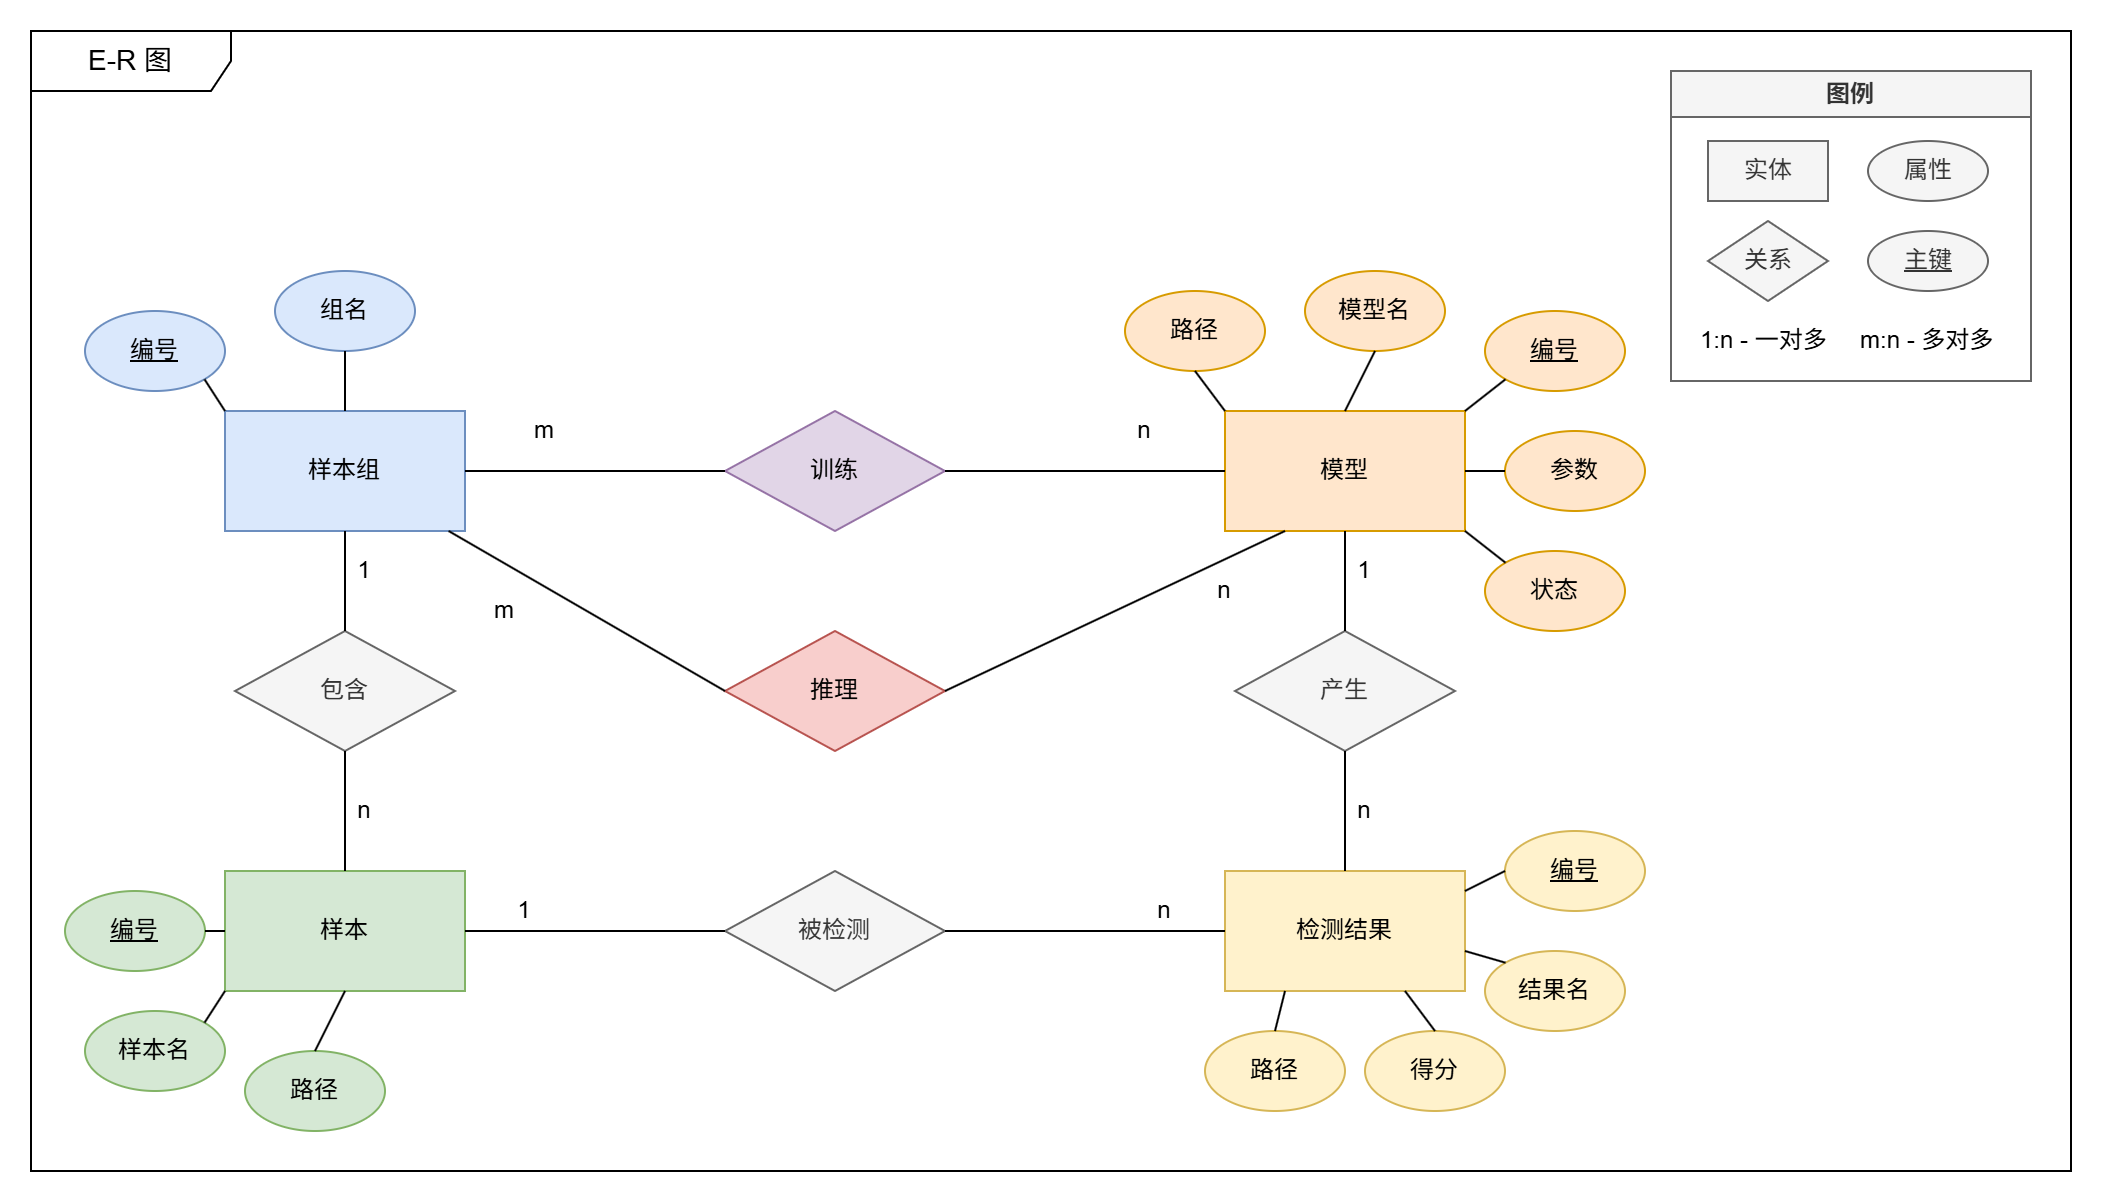 E-R 图
图例
实体
属性
关系
主键
1:n - 一对多
m:n - 多对多
编号
组名
样本组
m
训练
n
路径
模型名
编号
模型
参数
状态
1
m
n
1
包含
推理
产生
n
n
编号
样本
1
被检测
n
检测结果
编号
样本名
路径
结果名
路径
得分